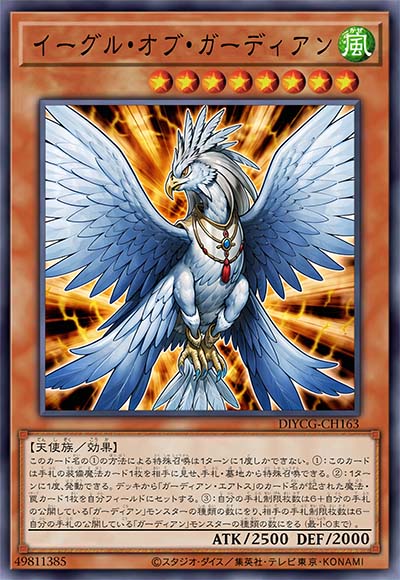 イーグル・オブ・ガーディアン
風
DIYCG-CH163
【天使族／効果】
このカード名の①の方法による特殊召喚は1ターンに1度しかできない。①：このカード
は手札の装備魔法カード1枚を相手に見せ、手札・墓地から特殊召喚できる。②：1ター
ンに1度、発動できる。デッキから「ガーディアン・エアトス」のカード名が記された魔法・
罠カード1枚を自分フィールドにセットする。③：自分の手札制限枚数は6＋自分の手札
の公開している「ガーディアン」モンスターの種類の数になり、相手の手札制限枚数は6－
自分の手札の公開している「ガーディアン」モンスターの種類の数になる（最小0まで）。
ATK/2500 DEF/2000
49811385
©スタジオ・ダイス／集英社・テレビ東京・KONAMI